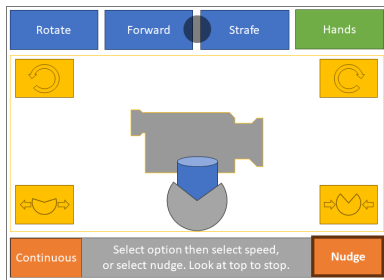 Rotate
Forward
Strafe
Hands
Continuous
Select option then select speed,
or select nudge. Look at top to stop.
Nudge